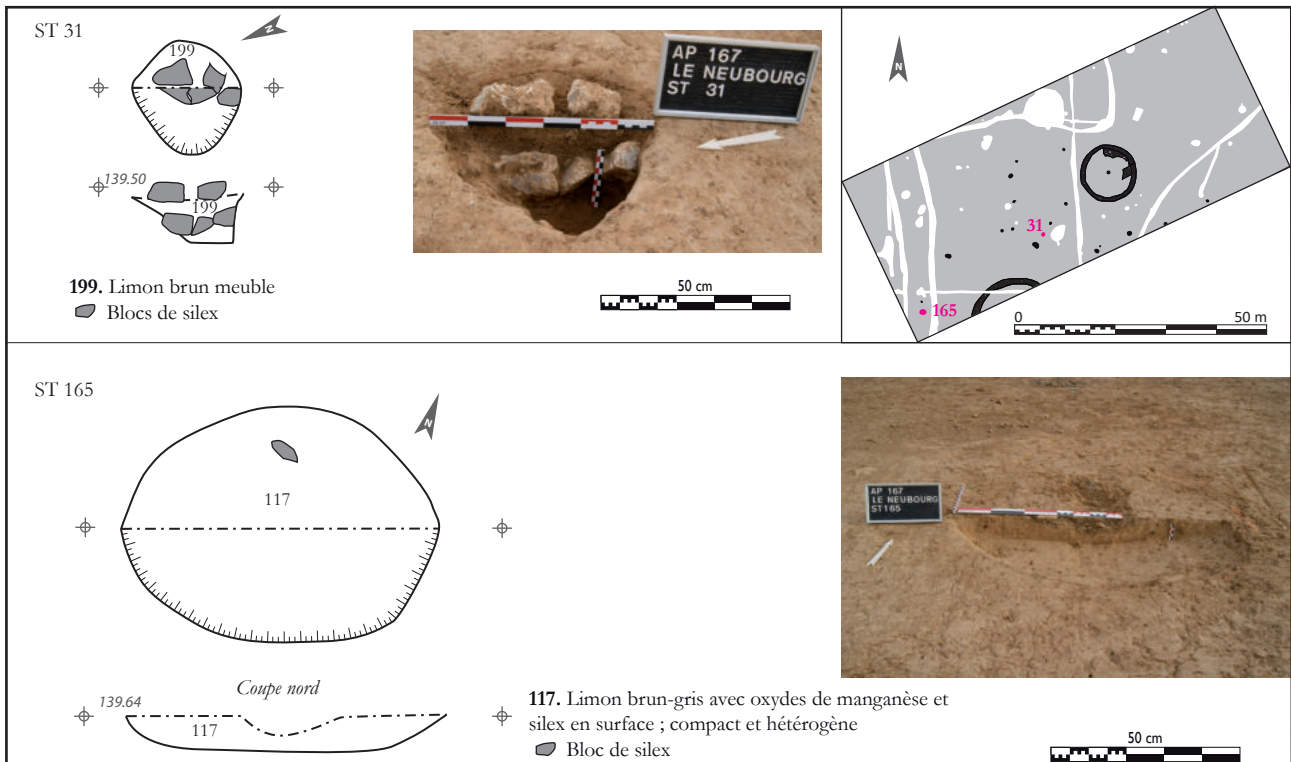 ST 31
N
199
139.50
199
199. Limon brun meuble
Blocs de silex
AP 167
LE NEUBOURG
ST 31
50 cm
N
31
165
0 50 m
ST 165
N
117
Coupe nord
139.64
117
117. Limon brun-gris avec oxydes de manganèse et
silex en surface ; compact et hétérogène
Bloc de silex
AP 167
LE NEUBOURG
ST165
50 cm